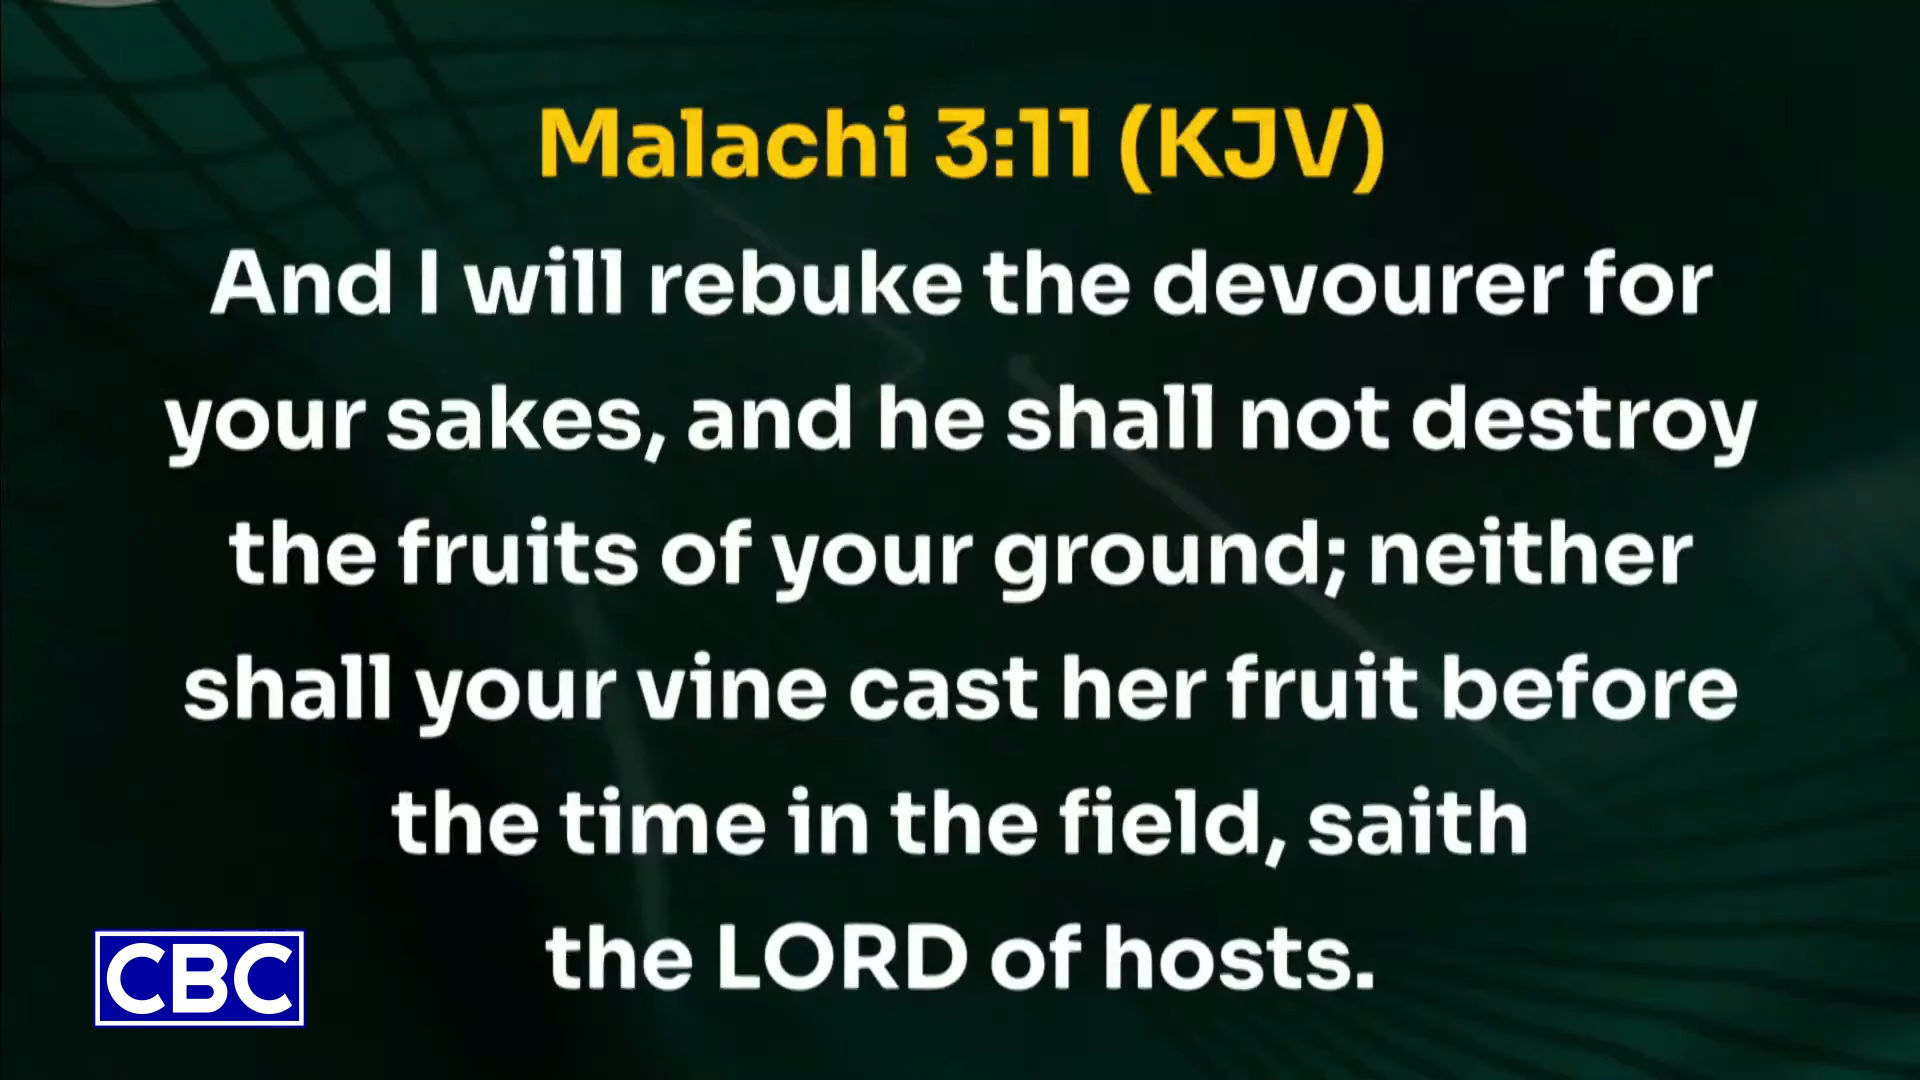 Malachi 3:11 (KJV)
And I will rebuke the devourer for
your sakes, and he shall not destroy
the fruits of your ground; neither
shall your vine cast her fruit before
the time in the field, saith
the LORD of hosts.
CBC